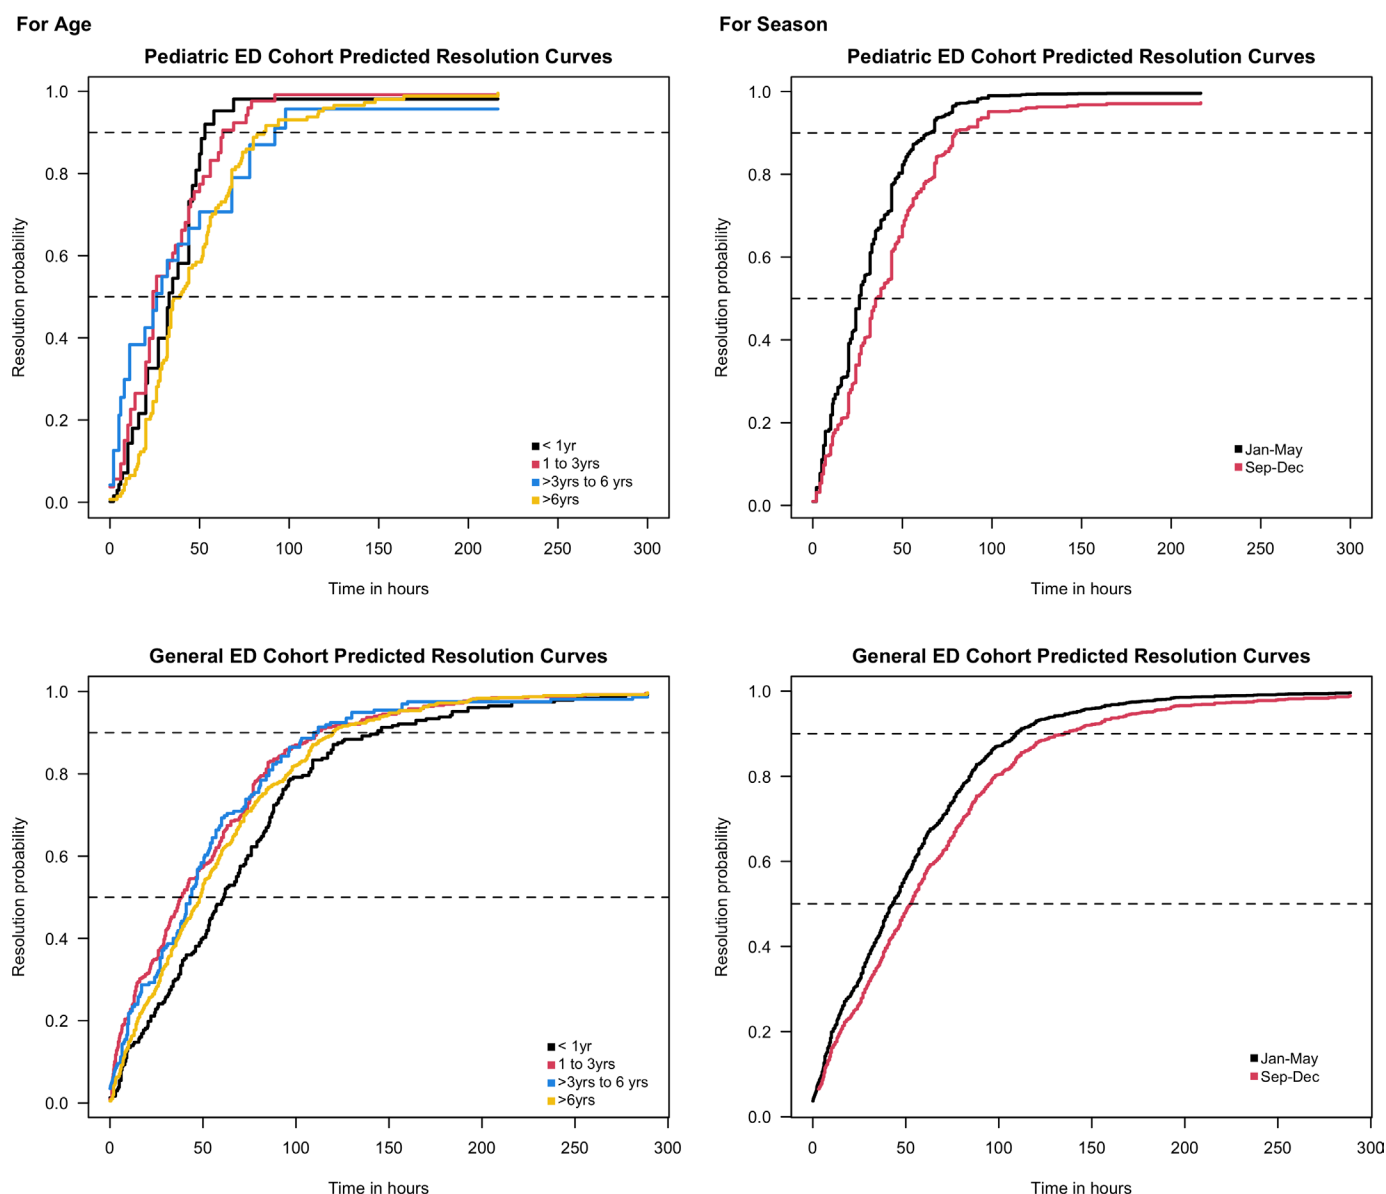 For Age
Pediatric ED Cohort Predicted Resolution Curves
Resolution probability
1.0
0.8
0.6
0.4
0.2
0.0
< 1yr
1 to 3yrs
>3yrs to 6 yrs
>6yrs
0 50 100 150 200 250 300
Time in hours
For Season
Pediatric ED Cohort Predicted Resolution Curves
Resolution probability
1.0
0.8
0.6
0.4
0.2
0.0
Jan-May
Sep-Dec
0 50 100 150 200 250 300
Time in hours
General ED Cohort Predicted Resolution Curves
Resolution probability
1.0
0.8
0.6
0.4
0.2
0.0
< 1yr
1 to 3yrs
>3yrs to 6 yrs
>6yrs
0 50 100 150 200 250 300
Time in hours
General ED Cohort Predicted Resolution Curves
Resolution probability
1.0
0.8
0.6
0.4
0.2
0.0
Jan-May
Sep-Dec
0 50 100 150 200 250 300
Time in hours